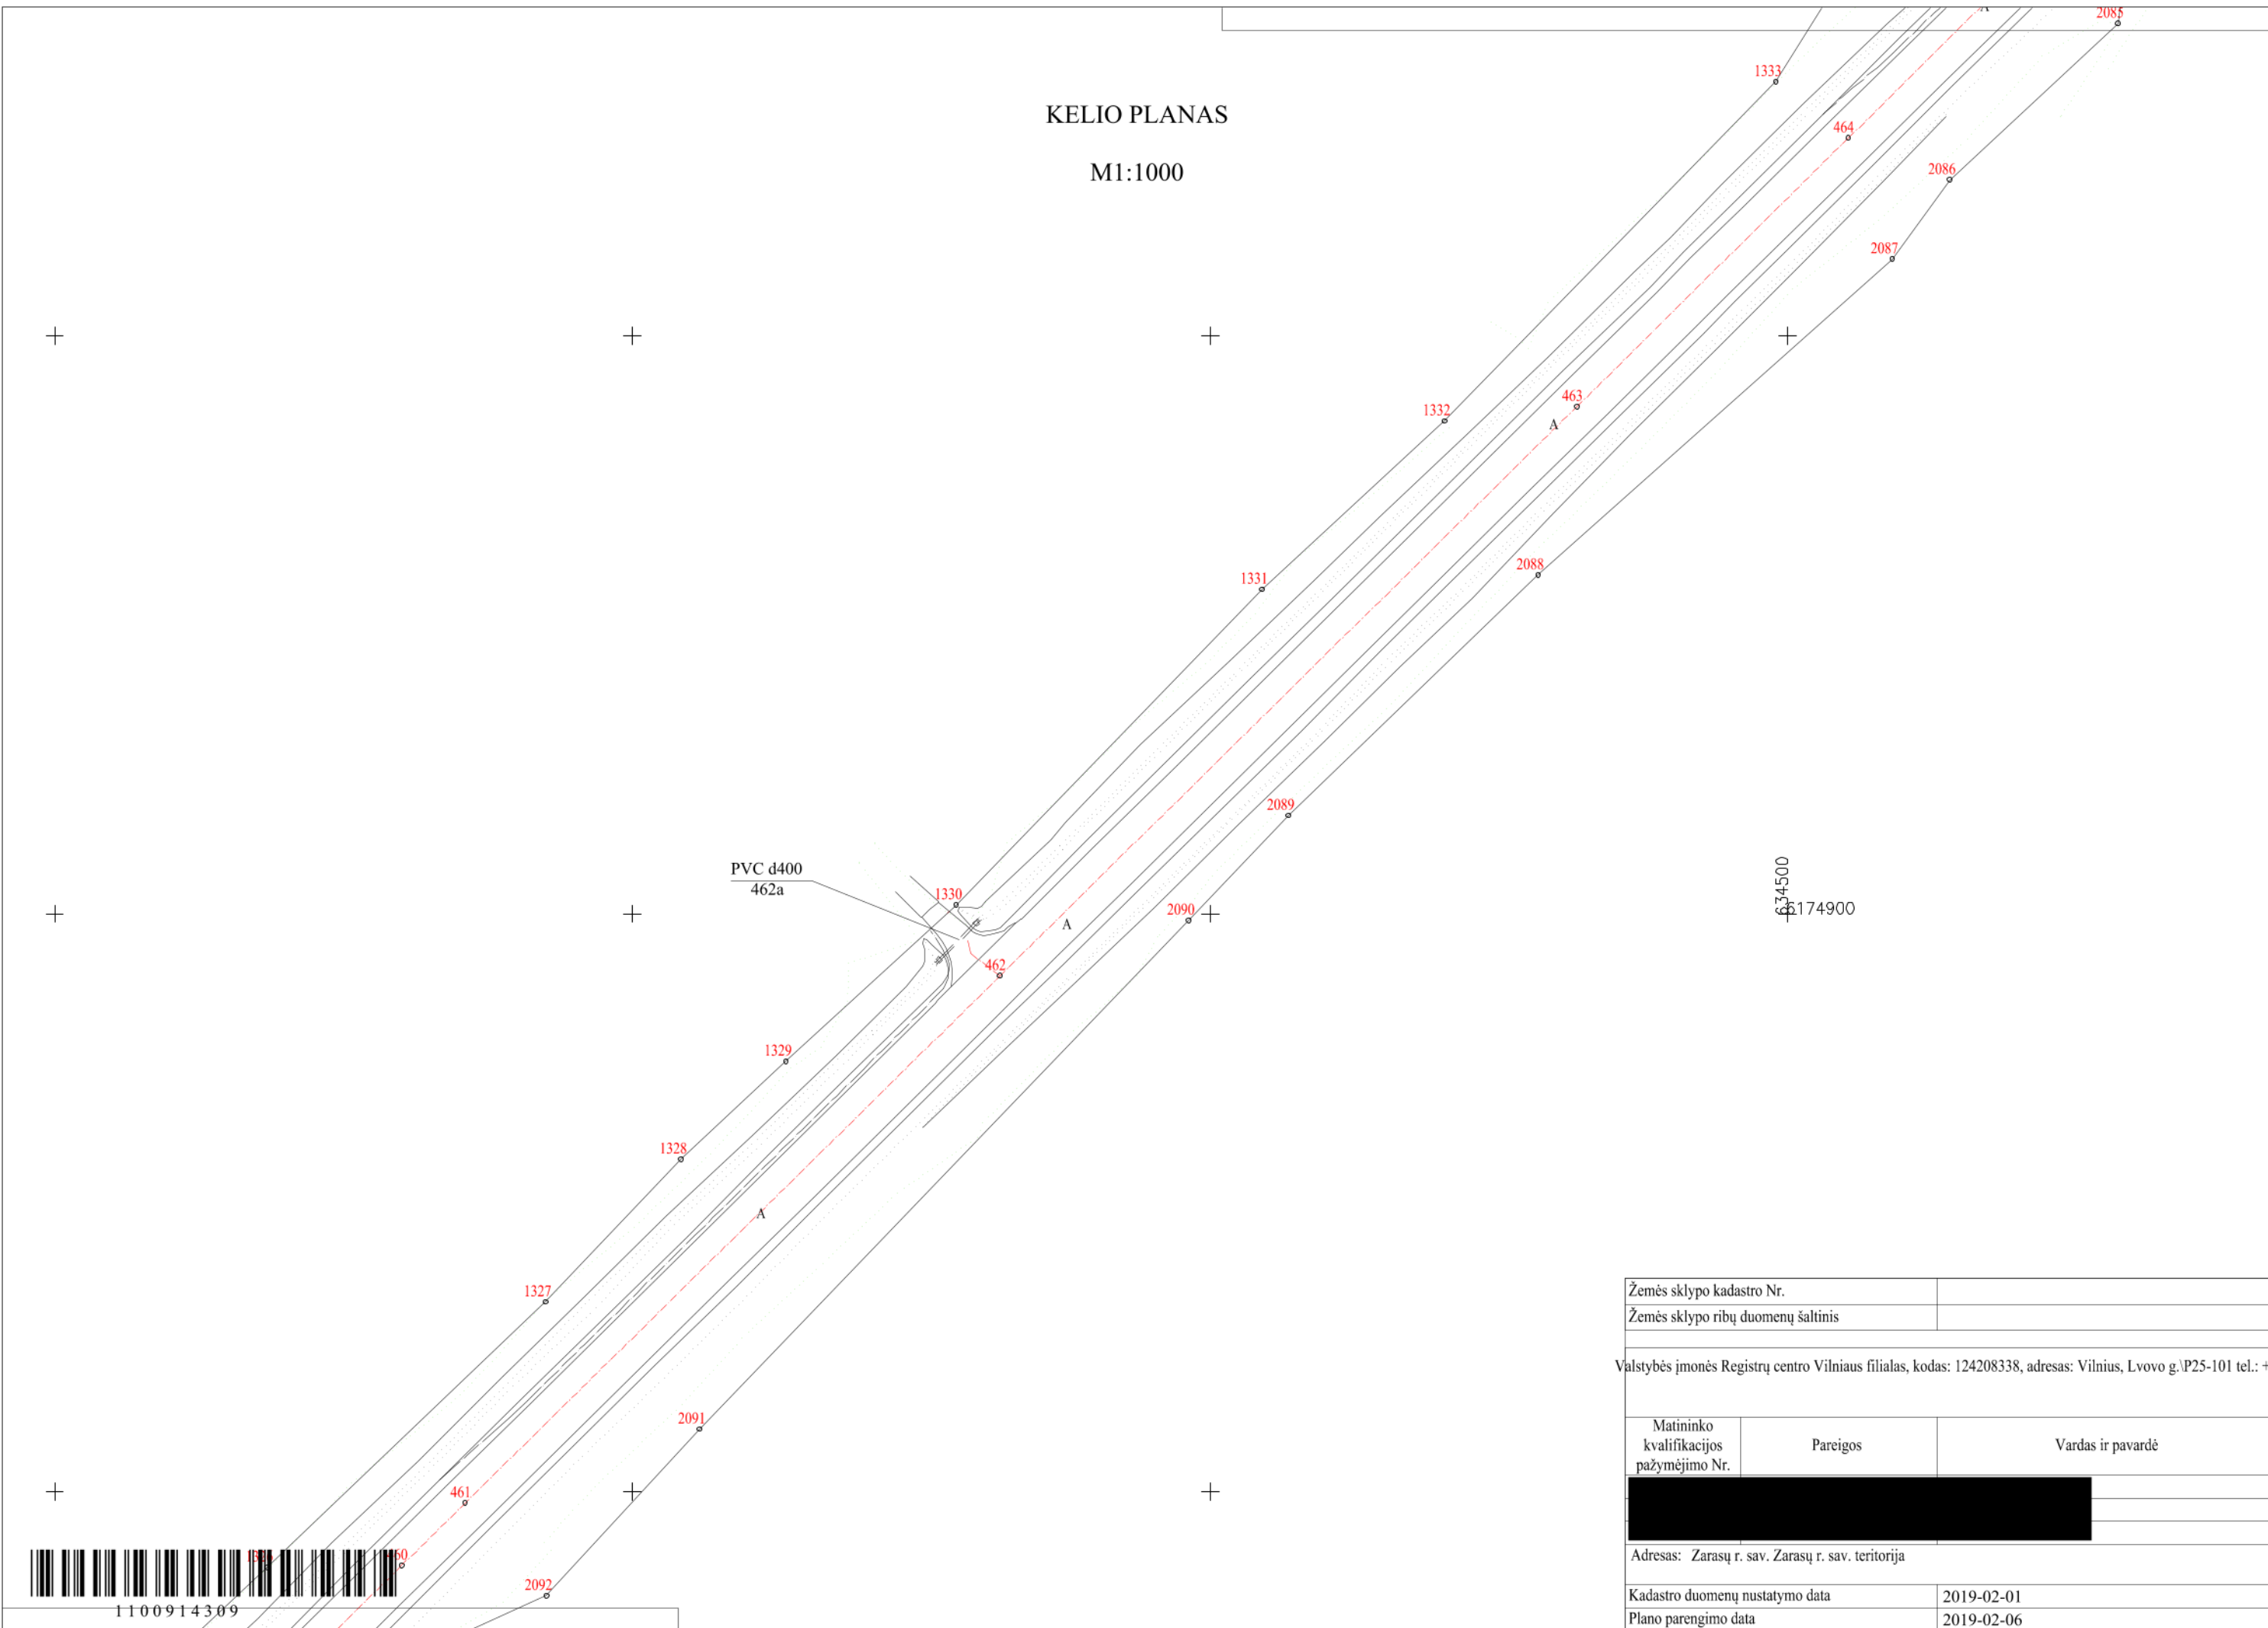 A
2085
1333
KELIO PLANAS
464
M1:1000
2086
2087
463
1332
A
2088
1331
2089
PVC d400
462a
1330
2090
A
634500
6174900
462
1329
1328
A
1327
2091
461
460
2092
1100914309
Žemės sklypo kadastro Nr.
Žemės sklypo ribų duomenų šaltinis
Valstybės įmonės Registrų centro Vilniaus filialas, kodas: 124208338, adresas: Vilnius, Lvovo g.\P25-101 tel.: +
Matininko kvalifikacijos pažymėjimo Nr.
Pareigos
Vardas ir pavardė
Adresas: Zarasų r. sav. Zarasų r. sav. teritorija
Kadastro duomenų nustatymo data 2019-02-01
Plano parengimo data 2019-02-06